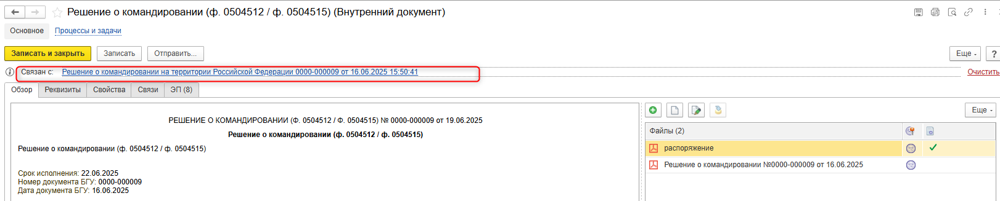 Решение о командировании (ф. 0504512 / ф. 0504515) (Внутренний документ)
Основное Процессы и задачи
Записать и закрыть Записать Отправить... Еще ?
Связан с: Решение о командировании на территории Российской Федерации 0000-000009 от 16.06.2025 15:50:41 Очистить
Обзор Реквизиты Свойства Связи ЭП (8)
РЕШЕНИЕ О КОМАНДИРОВАНИИ (Ф. 0504512 / Ф. 0504515) № 0000-000009 от 19.06.2025
Решение о командировании (ф. 0504512 / ф. 0504515)
Решение о командировании (ф. 0504512 / ф. 0504515)
Срок исполнения: 22.06.2025
Номер документа БГУ: 0000-000009
Дата документа БГУ: 16.06.2025
Еще
Файлы (2)
распоряжение
Решение о командировании №0000-000009 от 16.06.2025